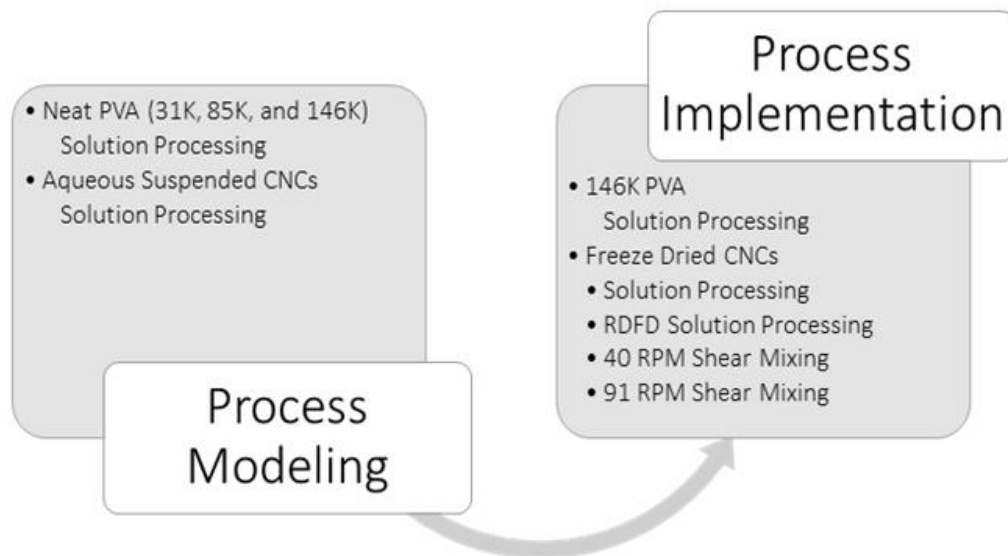 • Neat PVA (31K, 85K, and 146K)
Solution Processing
• Aqueous Suspended CNCs
Solution Processing
Process
Modeling
Process
Implementation
• 146K PVA
Solution Processing
• Freeze Dried CNCs
• Solution Processing
• RDFD Solution Processing
• 40 RPM Shear Mixing
• 91 RPM Shear Mixing